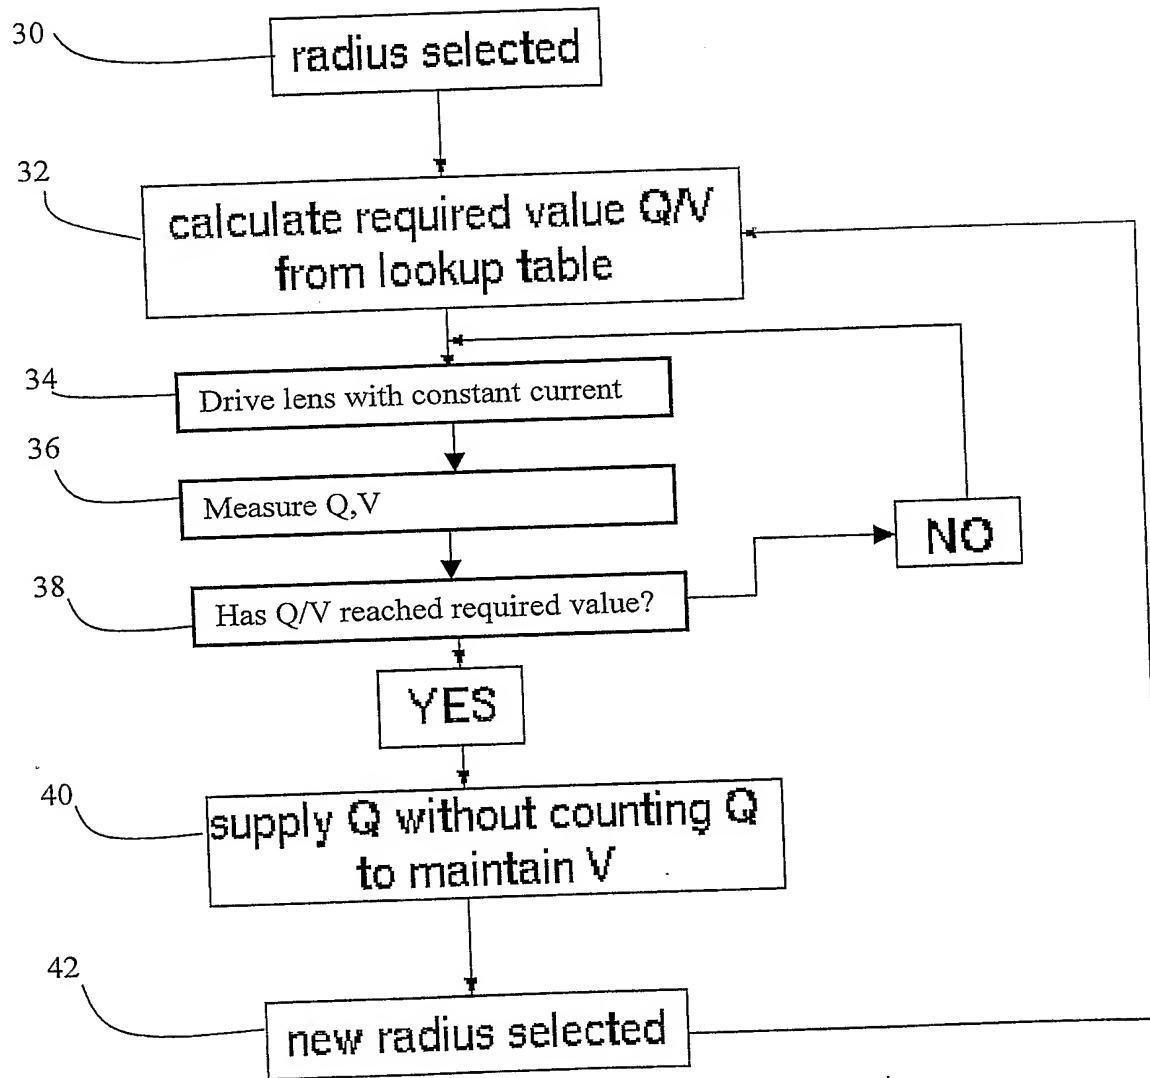 30
radius selected
32
calculate required value Q/V
from lookup table
34
Drive lens with constant current
36
Measure Q,V
NO
38
Has Q/V reached required value?
YES
40
supply Q without counting Q
to maintain V
42
new radius selected